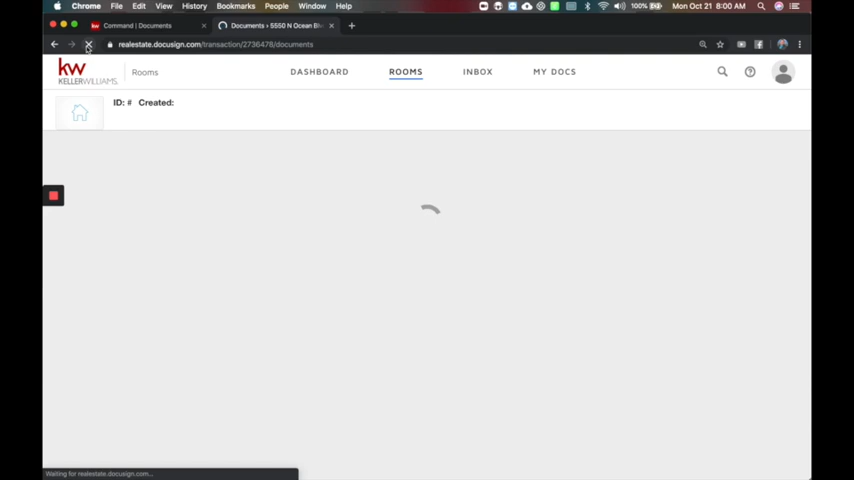 Chrome File Edit View History Bookmarks People Window Help 100% Mon Oct 21 8:00 AM
kw Command | Documents × Documents › 5550 N Ocean Bl × +
realestate.docusign.com/transaction/2736478/documents
kw
KELLERWILLIAMS. Rooms DASHBOARD ROOMS INBOX MY DOCS
ID: # Created:
Waiting for realestate.docusign.com...